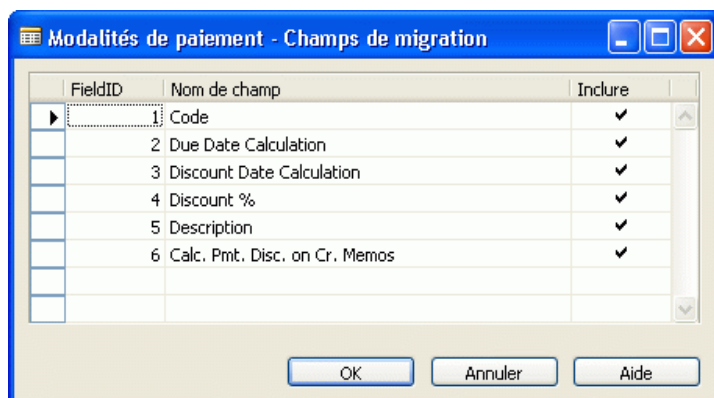 Modalités de paiement - Champs de migration
FieldID Nom de champ Inclure
1 Code ✔
2 Due Date Calculation ✔
3 Discount Date Calculation ✔
4 Discount % ✔
5 Description ✔
6 Calc. Pmt. Disc. on Cr. Memos ✔
OK Annuler Aide